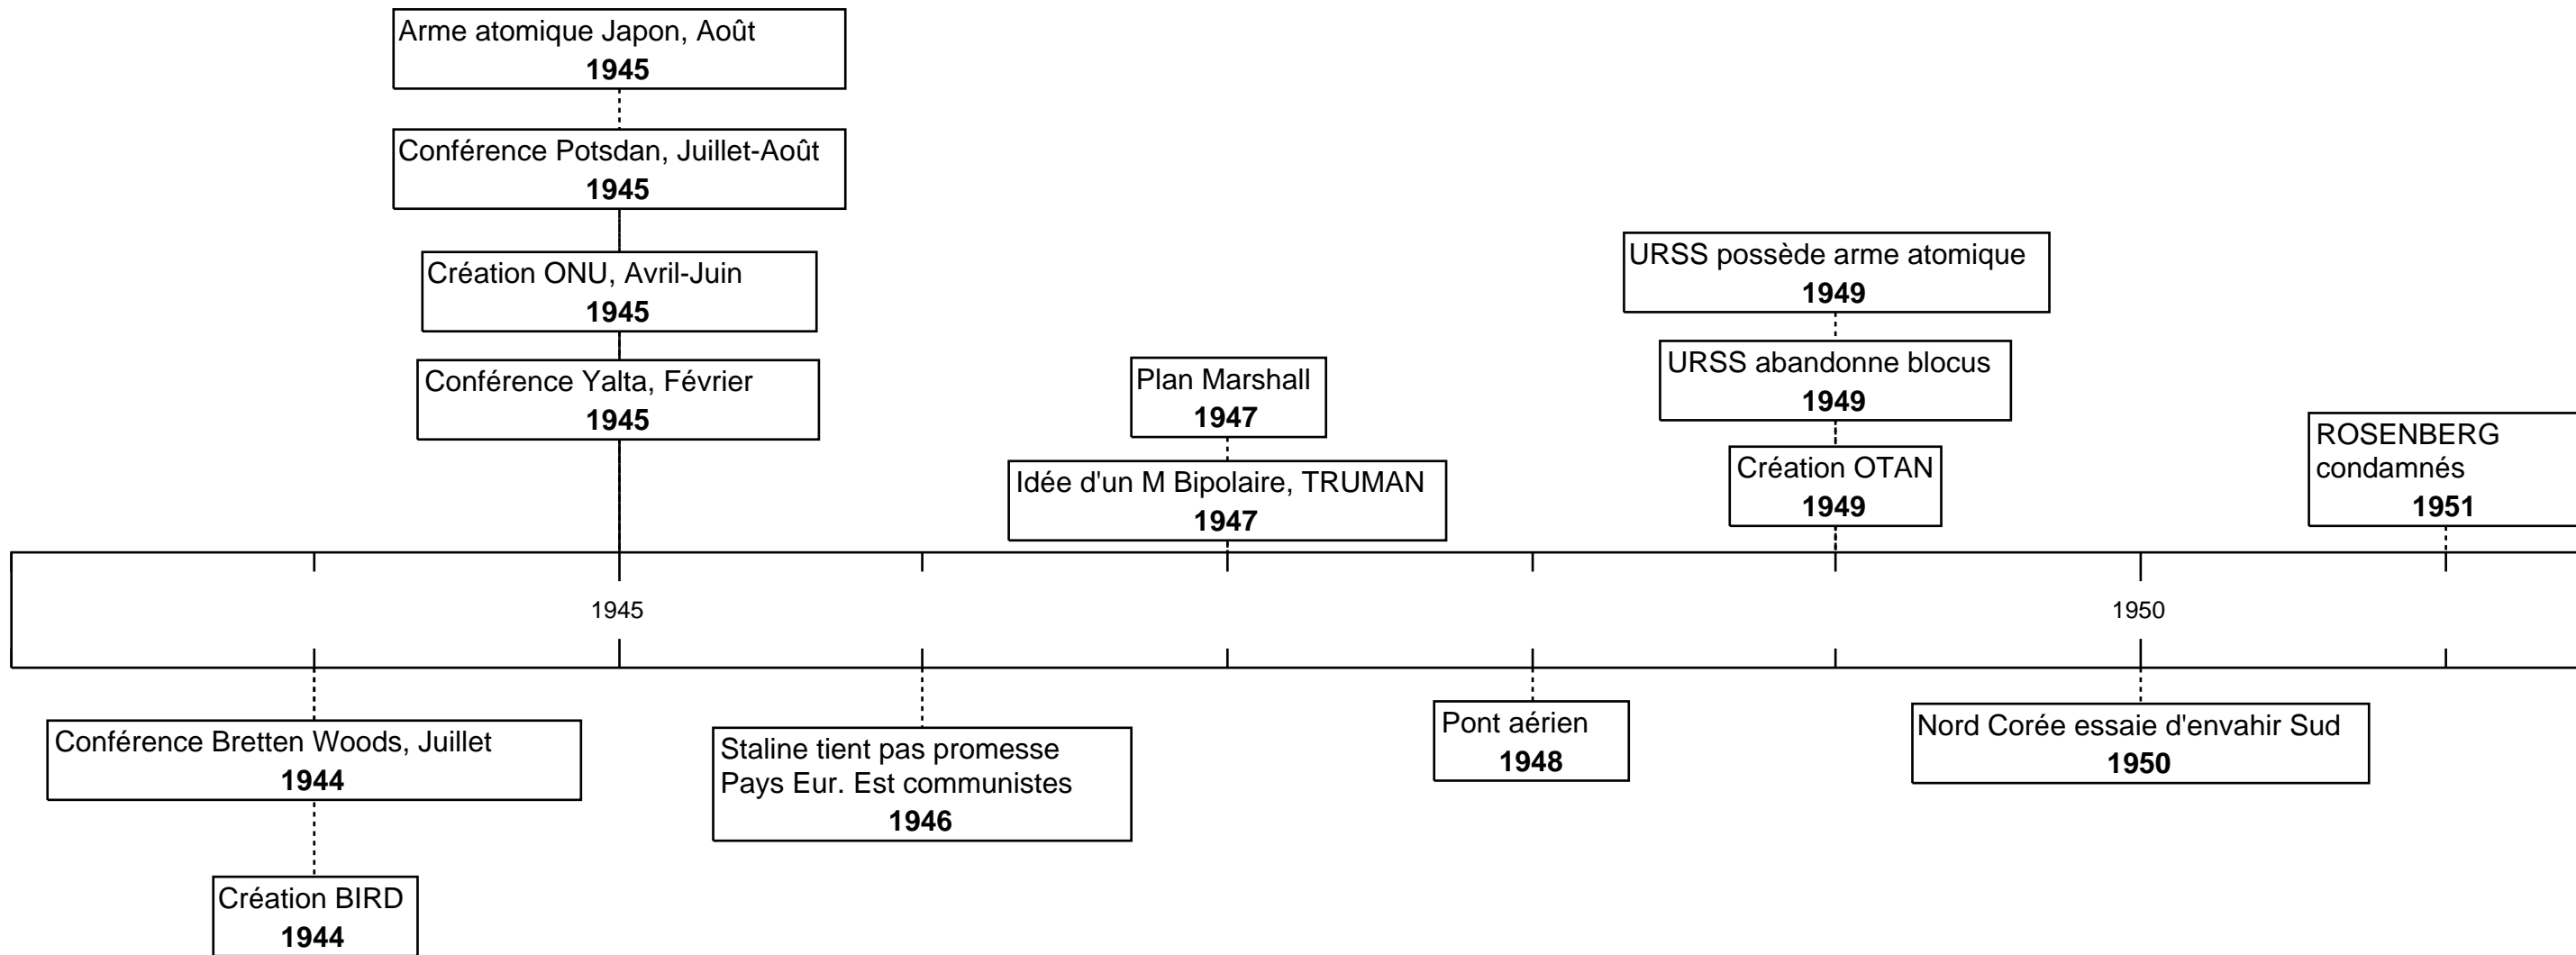 Arme atomique Japon, Août
1945
Conférence Potsdan, Juillet-Août
1945
Création ONU, Avril-Juin
1945
Conférence Yalta, Février
1945
Plan Marshall
1947
Idée d'un M Bipolaire, TRUMAN
1947
URSS possède arme atomique
1949
URSS abandonne blocus
1949
Création OTAN
1949
ROSENBERG
condamnés
1951
1945
1950
Conférence Bretten Woods, Juillet
1944
Création BIRD
1944
Staline tient pas promesse
Pays Eur. Est communistes
1946
Pont aérien
1948
Nord Corée essaie d'envahir Sud
1950